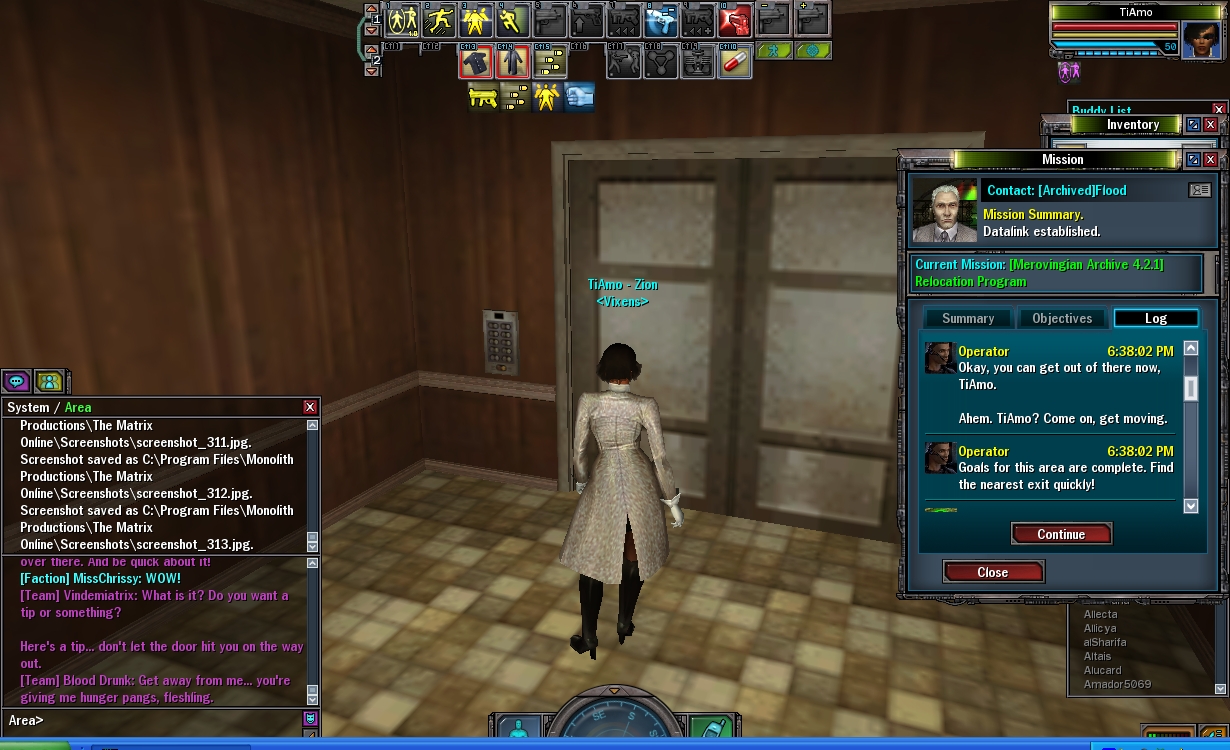 TiAmo
50
Buddy List
Inventory
Mission
Contact: [Archived]Flood
Mission Summary.
Datalink established.
Current Mission: [Merovingian Archive 4.2.1]
Relocation Program
Summary
Objectives
Log
Operator 6:38:02 PM
Okay, you can get out of there now,
TiAmo.
Ahem. TiAmo? Come on, get moving.
Operator 6:38:02 PM
Goals for this area are complete. Find
the nearest exit quickly!
Continue
Close
Allecta
Allicya
alSharifa
Altais
Alucard
Amador5069
TiAmo - Zion
<Vixens>
System / Area
Productions\The Matrix
Online\Screenshots\screenshot_311.jpg.
Screenshot saved as C:\Program Files\Monolith
Productions\The Matrix
Online\Screenshots\screenshot_312.jpg.
Screenshot saved as C:\Program Files\Monolith
Productions\The Matrix
Online\Screenshots\screenshot_313.jpg.
over there. And be quick about it!
[Faction] MissChrissy: WOW!
[Team] Vindemiatrix: What is it? Do you want a
tip or something?
Here's a tip... don't let the door hit you on the way
out.
[Team] Blood Drunk: Get away from me... you're
giving me hunger pangs, fleshling.
Area>
SE
S